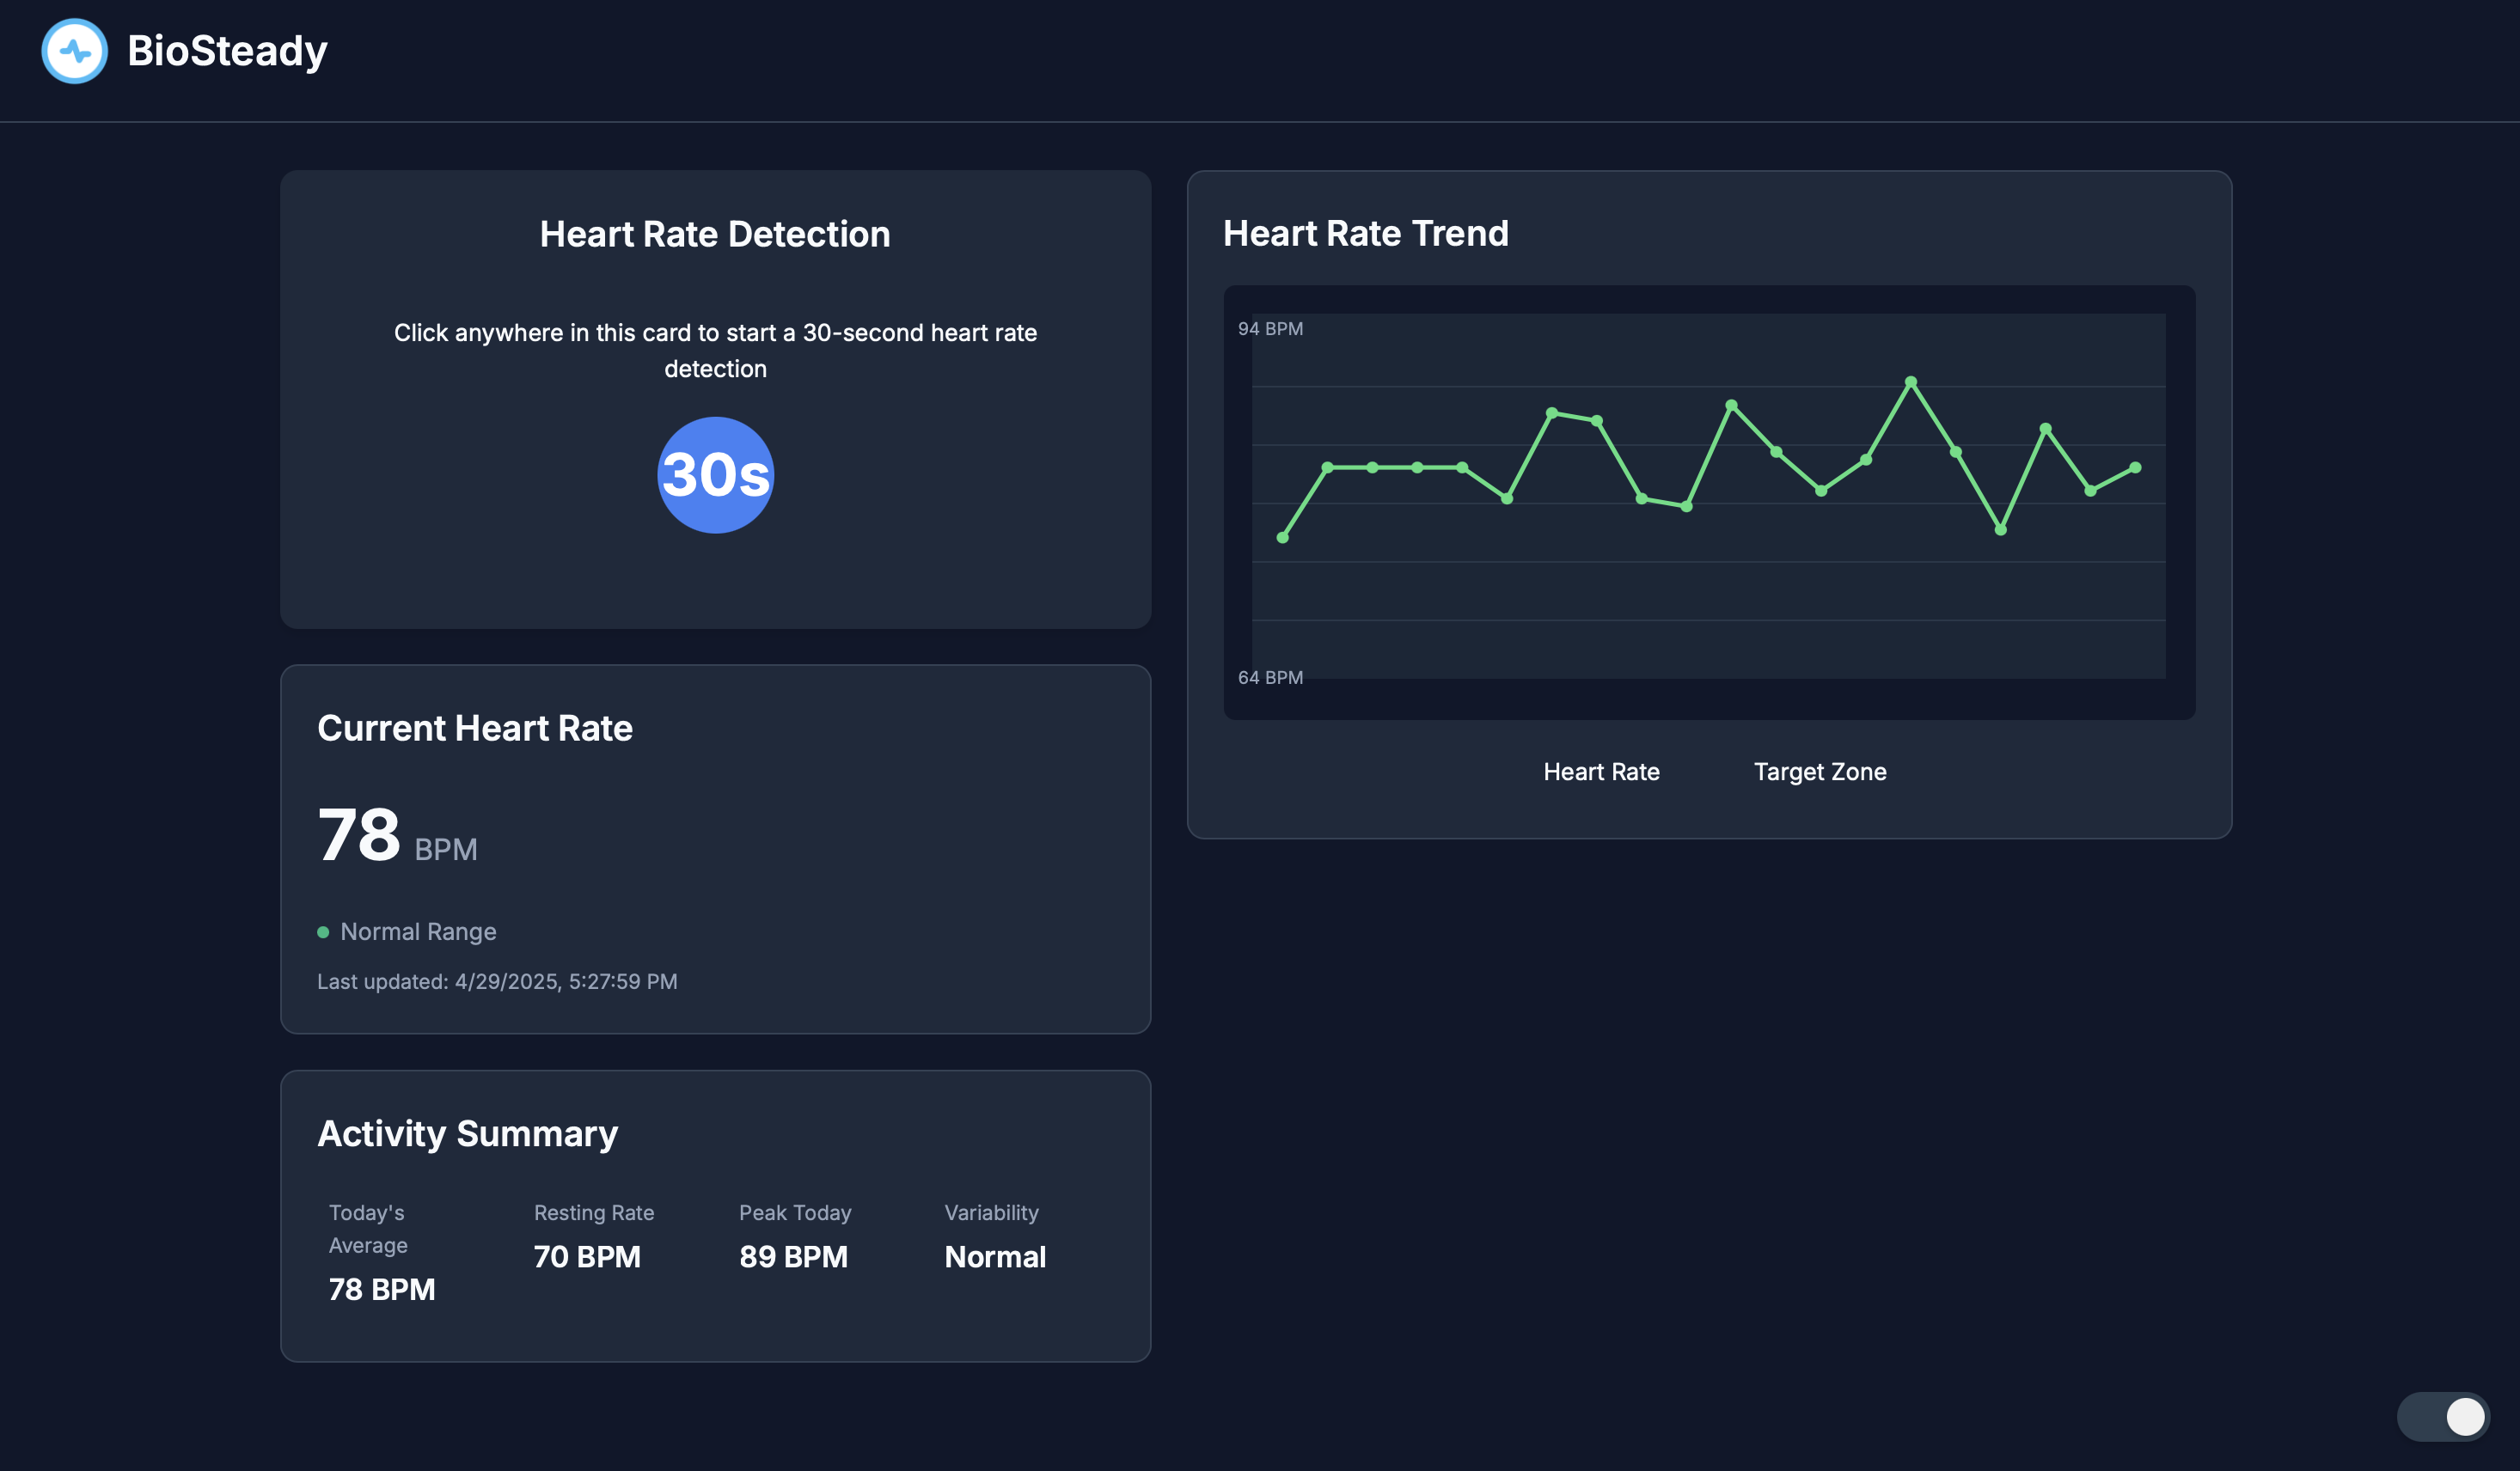 BioSteady
Heart Rate Detection
Click anywhere in this card to start a 30-second heart rate
detection
30s
Current Heart Rate
78 BPM
Normal Range
Last updated: 4/29/2025, 5:27:59 PM
Activity Summary
Today's
Average
78 BPM
Resting Rate
70 BPM
Peak Today
89 BPM
Variability
Normal
Heart Rate Trend
94 BPM
64 BPM
Heart Rate
Target Zone